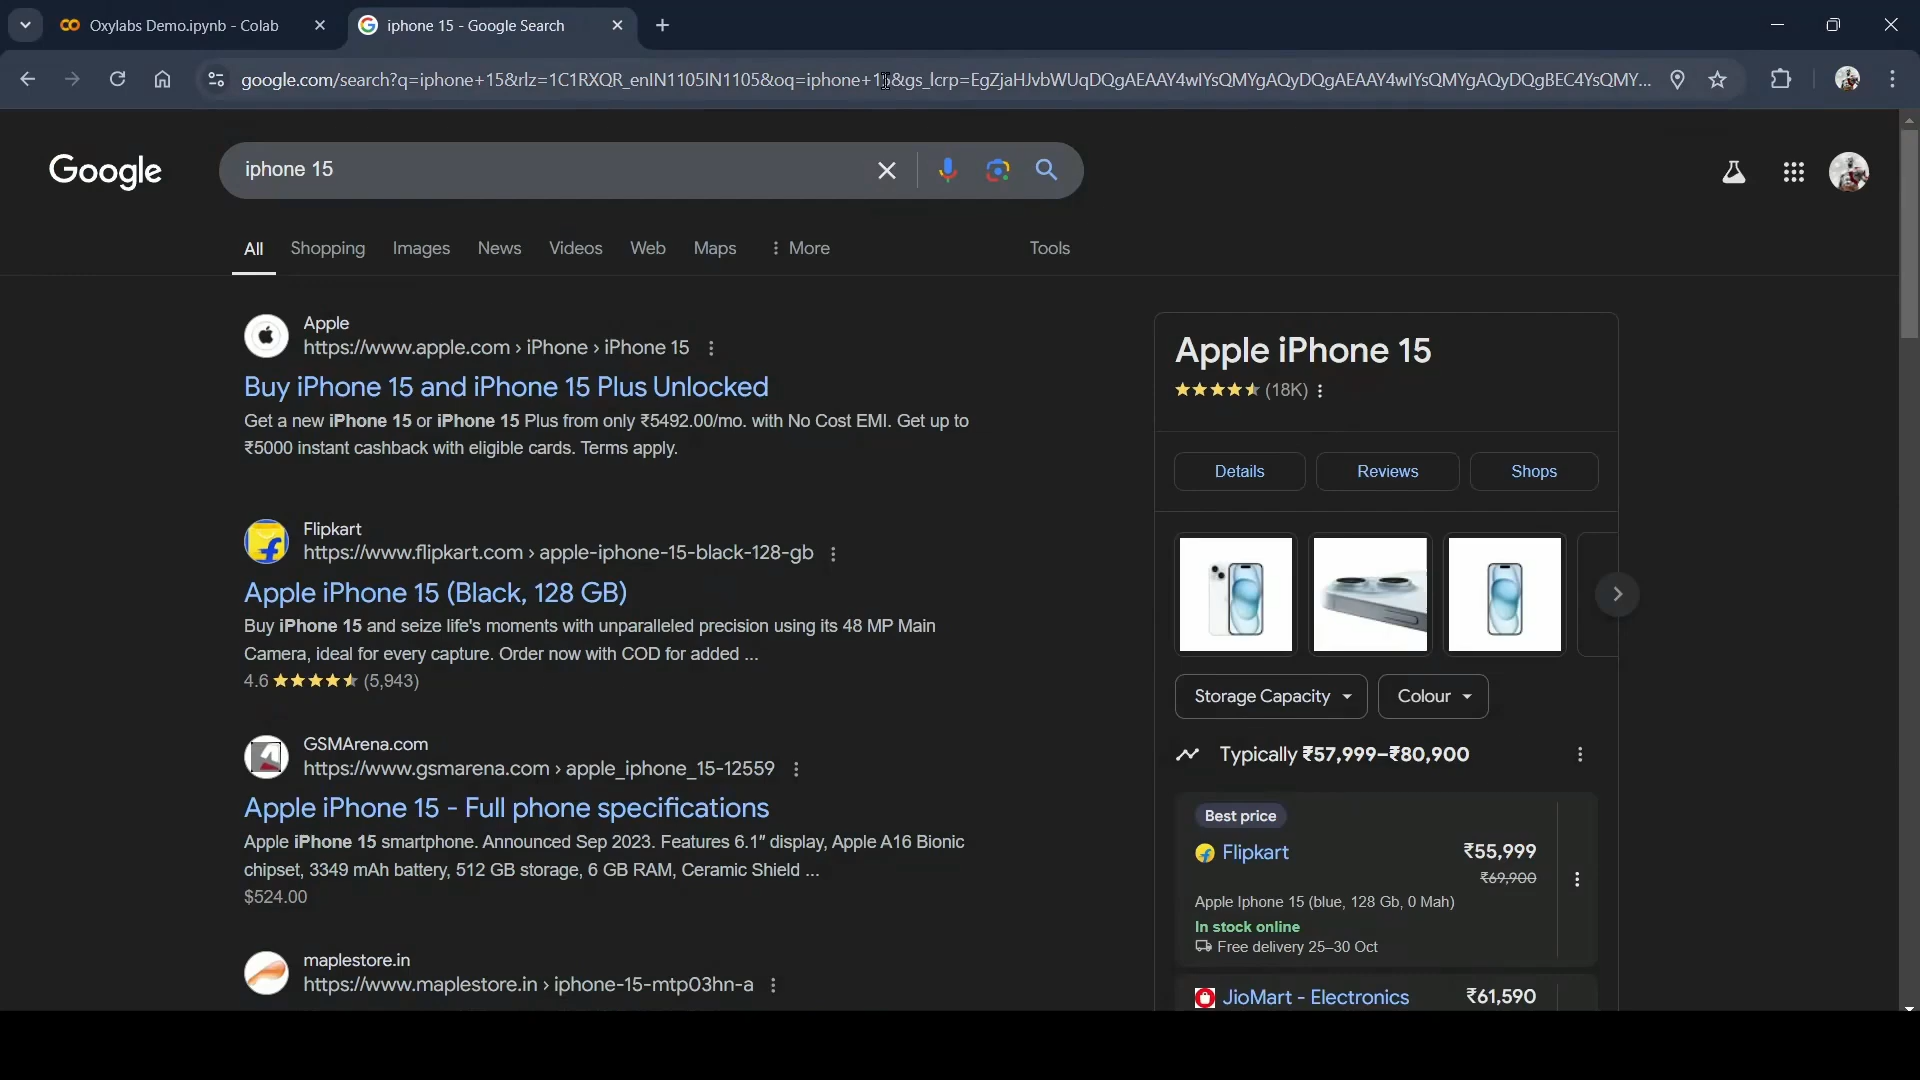 Oxylabs Demo.ipynb - Colab
iphone 15 - Google Search
google.com/search?q=iphone+15&rlz=1C1RXQR_enIN1105IN1105&oq=iphone+15&gs_lcrp=EgZjaHJvbWUqDQgAEAAY4wIYsQMYgAQyDQgAEAAY4wIYsQMYgAQyDQgBEC4YsQMY...
Google
iphone 15
All Shopping Images News Videos Web Maps More Tools
Apple
https://www.apple.com › iPhone › iPhone 15
Buy iPhone 15 and iPhone 15 Plus Unlocked
Get a new iPhone 15 or iPhone 15 Plus from only ₹5492.00/mo. with No Cost EMI. Get up to
₹5000 instant cashback with eligible cards. Terms apply.
Flipkart
https://www.flipkart.com › apple-iphone-15-black-128-gb
Apple iPhone 15 (Black, 128 GB)
Buy iPhone 15 and seize life's moments with unparalleled precision using its 48 MP Main
Camera, ideal for every capture. Order now with COD for added ...
4.6 (5,943)
GSMArena.com
https://www.gsmarena.com › apple_iphone_15-12559
Apple iPhone 15 - Full phone specifications
Apple iPhone 15 smartphone. Announced Sep 2023. Features 6.1″ display, Apple A16 Bionic
chipset, 3349 mAh battery, 512 GB storage, 6 GB RAM, Ceramic Shield ...
$524.00
maplestore.in
https://www.maplestore.in › iphone-15-mtp03hn-a
Apple iPhone 15
(18K)
Details Reviews Shops
Storage Capacity Colour
Typically ₹57,999–₹80,900
Best price
Flipkart ₹55,999
₹69,900
Apple Iphone 15 (blue, 128 Gb, 0 Mah)
In stock online
Free delivery 25–30 Oct
JioMart - Electronics ₹61,590